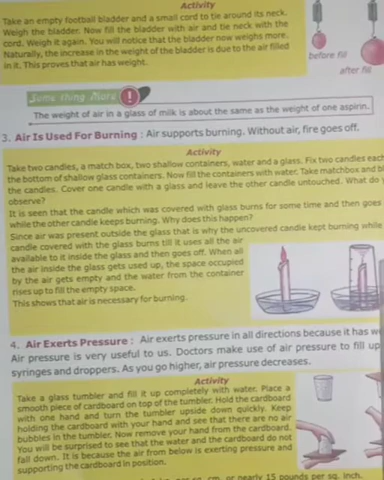 Activity
Take an empty football bladder and a small cord to tie around its neck.
Weigh the bladder. Now fill the bladder with air and tie neck with the
cord. Weigh it again. You will notice that the bladder now weighs more.
Naturally, the increase in the weight of the bladder is due to the air filled
in it. This proves that air has weight.
before fill
after fill
Some thing more !
The weight of air in a glass of milk is about the same as the weight of one aspirin.
3. Air Is Used For Burning : Air supports burning. Without air, fire goes off.
Activity
Take two candles, a match box, two shallow containers, water and a glass. Fix two candles each
the bottom of shallow glass containers. Now fill the containers with water. Take matchbox and
the candles. Cover one candle with a glass and leave the other candle untouched. What do
observe?
It is seen that the candle which was covered with glass burns for some time and then goes
while the other candle keeps burning. Why does this happen?
Since air was present outside the glass that is why the uncovered candle kept burning while
candle covered with the glass burns till it uses all the air
available to it inside the glass and then goes off. When all
the air inside the glass gets used up, the space occupied
by the air gets empty and the water from the container
rises up to fill the empty space.
This shows that air is necessary for burning.
4. Air Exerts Pressure : Air exerts pressure in all directions because it has
Air pressure is very useful to us. Doctors make use of air pressure to fill up
syringes and droppers. As you go higher, air pressure decreases.
Activity
Take a glass tumbler and fill it up completely with water. Place a
smooth piece of cardboard on top of the tumbler. Hold the cardboard
with one hand and turn the tumbler upside down quickly. Keep
holding the cardboard with your hand and see that there are no air
bubbles in the tumbler. Now remove your hand from the cardboard.
You will be surprised to see that the water and the cardboard do not
fall down. It is because the air from below is exerting pressure and
supporting the cardboard in position.
cm. or nearly 15 pounds per sq. inch.